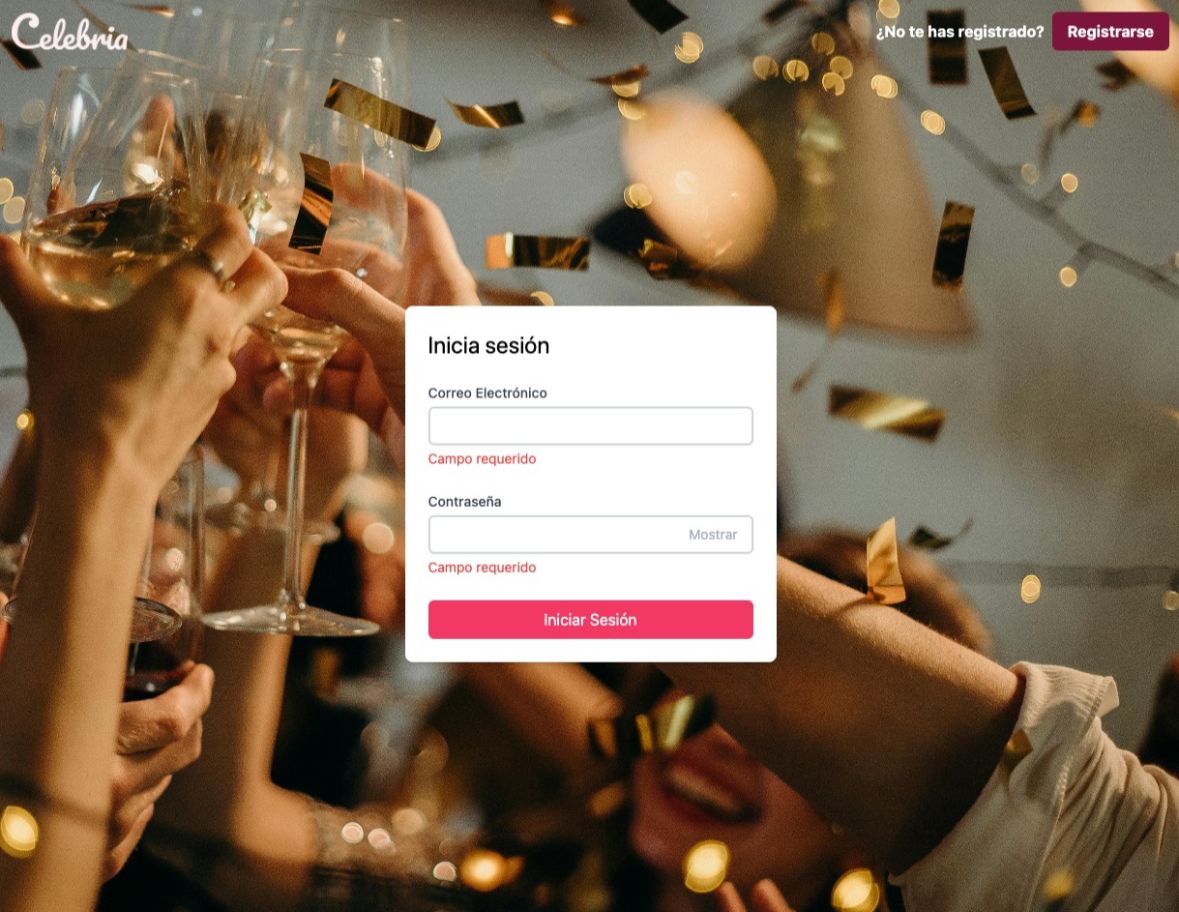 Celebria
¿No te has registrado? Registrarse
Inicia sesión
Correo Electrónico
Campo requerido
Contraseña
Mostrar
Campo requerido
Iniciar Sesión